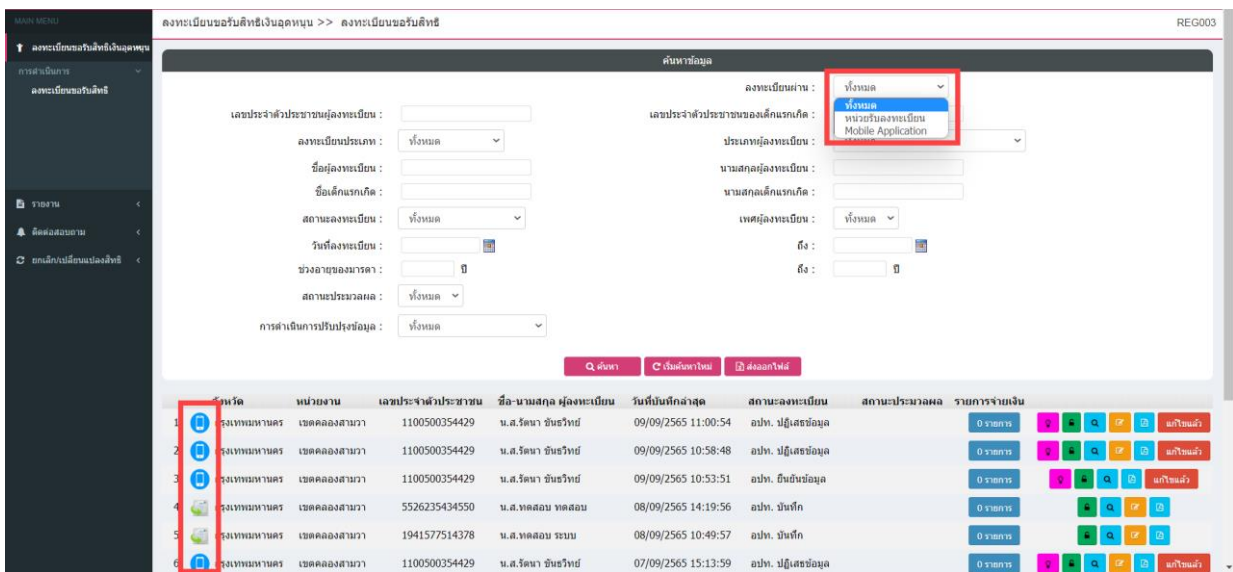 MAIN MENU
ลงทะเบียนขอรับสิทธิเงินอุดหนุน >> ลงทะเบียนขอรับสิทธิ REG003
ลงทะเบียนขอรับสิทธิเงินอุดหนุน
การดำเนินการ
ลงทะเบียนขอรับสิทธิ
รายงาน
ติดต่อสอบถาม
ยกเลิก/เปลี่ยนแปลงสิทธิ
ค้นหาข้อมูล
ลงทะเบียนผ่าน : ทั้งหมด
ทั้งหมด
หน่วยรับลงทะเบียน
Mobile Application
เลขประจำตัวประชาชนผู้ลงทะเบียน : เลขประจำตัวประชาชนของเด็กแรกเกิด :
ลงทะเบียนประเภท : ทั้งหมด ประเภทผู้ลงทะเบียน :
ชื่อผู้ลงทะเบียน : นามสกุลผู้ลงทะเบียน :
ชื่อเด็กแรกเกิด : นามสกุลเด็กแรกเกิด :
สถานะลงทะเบียน : ทั้งหมด เพศผู้ลงทะเบียน : ทั้งหมด
วันที่ลงทะเบียน : ถึง :
ช่วงอายุของมารดา : ปี ถึง : ปี
สถานะประมวลผล : ทั้งหมด
การดำเนินการปรับปรุงข้อมูล : ทั้งหมด
ค้นหา เริ่มค้นหาใหม่ ส่งออกไฟล์
จังหวัด หน่วยงาน เลขประจำตัวประชาชน ชื่อ-นามสกุล ผู้ลงทะเบียน วันที่บันทึกล่าสุด สถานะลงทะเบียน สถานะประมวลผล รายการจ่ายเงิน
1 กรุงเทพมหานคร เขตคลองสามวา 1100500354429 น.ส.รัตนา ขันธวิทย์ 09/09/2565 11:00:54 อปท. ปฏิเสธข้อมูล 0 รายการ แก้ไขแล้ว
2 กรุงเทพมหานคร เขตคลองสามวา 1100500354429 น.ส.รัตนา ขันธวิทย์ 09/09/2565 10:58:48 อปท. ปฏิเสธข้อมูล 0 รายการ แก้ไขแล้ว
3 กรุงเทพมหานคร เขตคลองสามวา 1100500354429 น.ส.รัตนา ขันธวิทย์ 09/09/2565 10:53:51 อปท. ยืนยันข้อมูล 0 รายการ แก้ไขแล้ว
4 กรุงเทพมหานคร เขตคลองสามวา 5526235434550 น.ส.ทดสอบ ทดสอบ 08/09/2565 14:19:56 อปท. บันทึก 0 รายการ
5 กรุงเทพมหานคร เขตคลองสามวา 1941577514378 น.ส.ทดสอบ ระบบ 08/09/2565 10:49:57 อปท. บันทึก 0 รายการ
6 กรุงเทพมหานคร เขตคลองสามวา 1100500354429 น.ส.รัตนา ขันธวิทย์ 07/09/2565 15:13:59 อปท. ปฏิเสธข้อมูล 0 รายการ แก้ไขแล้ว